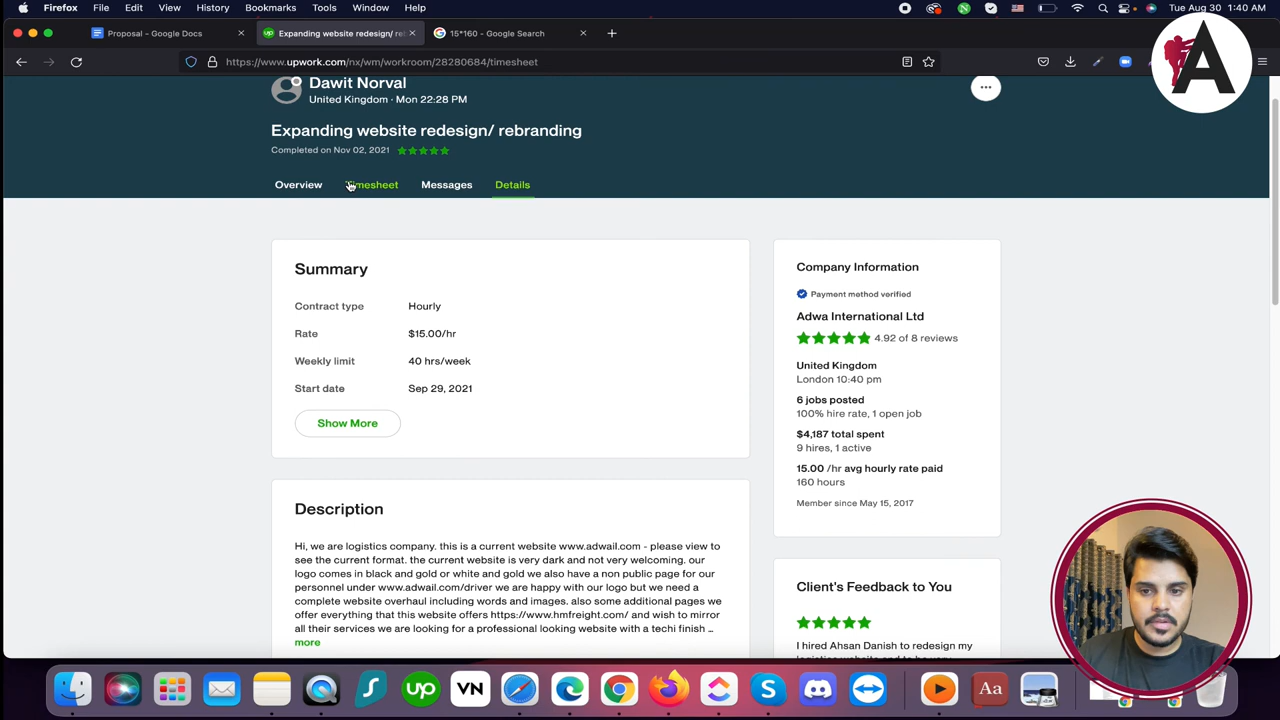 Firefox File Edit View History Bookmarks Tools Window Help
Tue Aug 30 1:40 AM
Proposal - Google Docs
Expanding website redesign/ reb
15*160 - Google Search
https://www.upwork.com/nx/wm/workroom/28280684/timesheet
A
Dawit Norval
United Kingdom • Mon 22:28 PM
Expanding website redesign/ rebranding
Completed on Nov 02, 2021
Overview Timesheet Messages Details
Summary
Contract type Hourly
Rate $15.00/hr
Weekly limit 40 hrs/week
Start date Sep 29, 2021
Show More
Description
Hi, we are logistics company. this is a current website www.adwail.com - please view to
see the current format. the current website is very dark and not very welcoming. our
logo comes in black and gold or white and gold we also have a non public page for our
personnel under www.adwail.com/driver we are happy with our logo but we need a
complete website overhaul including words and images. also some additional pages we
offer everything that this website offers https://www.hmfreight.com/ and wish to mirror
all their services we are looking for a professional looking website with a techi finish ...
more
Company Information
Payment method verified
Adwa International Ltd
4.92 of 8 reviews
United Kingdom
London 10:40 pm
6 jobs posted
100% hire rate, 1 open job
$4,187 total spent
9 hires, 1 active
15.00 /hr avg hourly rate paid
160 hours
Member since May 15, 2017
Client's Feedback to You
I hired Ahsan Danish to redesign my
up
VN
Aa